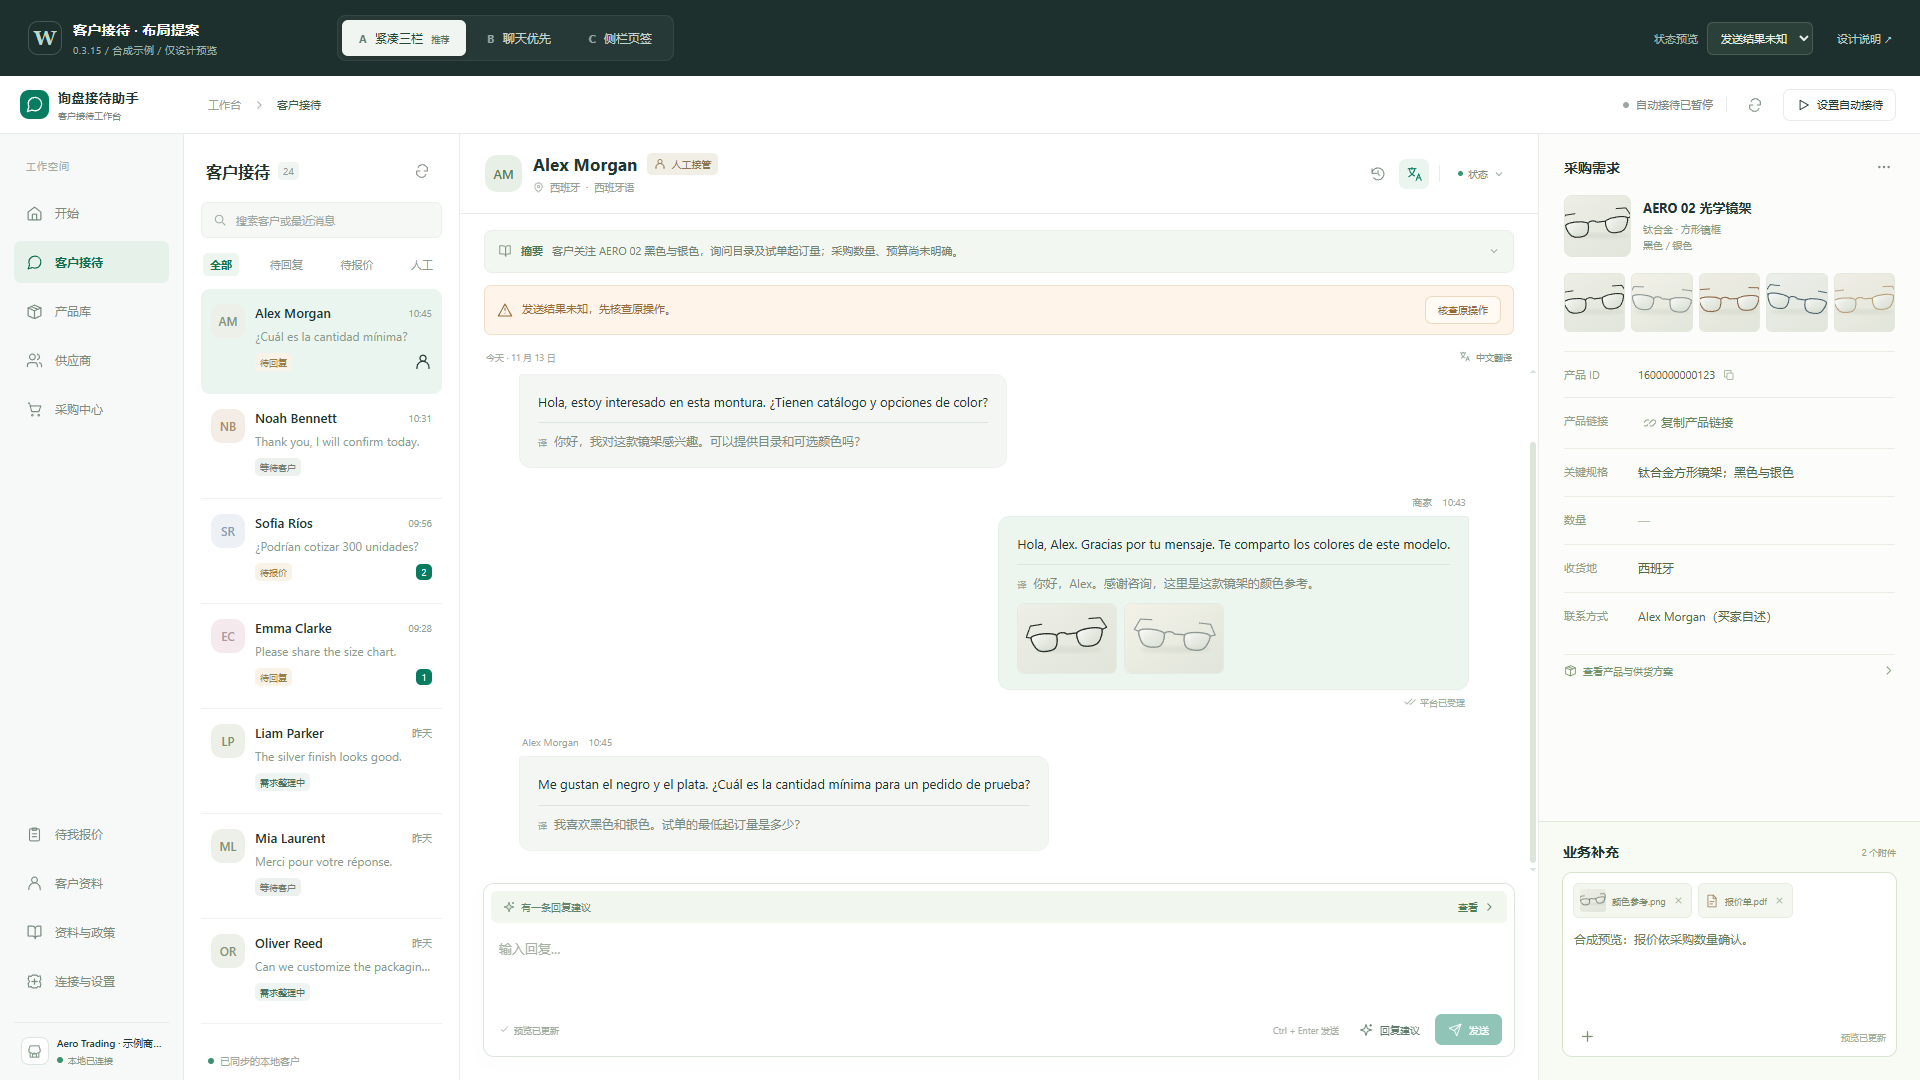 W
客户接待 · 布局提案
0.3.15 / 合成示例 / 仅设计预览
A 紧凑三栏 推荐
B 聊天优先
C 侧栏页签
状态预览
发送结果未知
设计说明 ↗
询盘接待助手
客户接待工作台
工作台 > 客户接待
自动接待已暂停
设置自动接待
工作空间
开始
客户接待
产品库
供应商
采购中心
待我报价
客户资料
资料与政策
连接与设置
Aero Trading · 示例商...
本地已连接
客户接待 24
搜索客户或最近消息
全部 待回复 待报价 人工
AM
Alex Morgan 10:45
¿Cuál es la cantidad mínima?
待回复
NB
Noah Bennett 10:31
Thank you, I will confirm today.
等待客户
SR
Sofia Ríos 09:56
¿Podrían cotizar 300 unidades?
待报价 2
EC
Emma Clarke 09:28
Please share the size chart.
待回复 1
LP
Liam Parker 昨天
The silver finish looks good.
需求整理中
ML
Mia Laurent 昨天
Merci pour votre réponse.
等待客户
OR
Oliver Reed 昨天
Can we customize the packagin...
需求整理中
已同步的本地客户
AM
Alex Morgan 人工接管
西班牙 · 西班牙语
状态
摘要 客户关注 AERO 02 黑色与银色，询问目录及试单起订量；采购数量、预算尚未明确。
发送结果未知，先核查原操作。
核查原操作
今天 · 11 月 13 日
中文翻译
Hola, estoy interesado en esta montura. ¿Tienen catálogo y opciones de color?
译 你好，我对这款镜架感兴趣。可以提供目录和可选颜色吗？
商家 10:43
Hola, Alex. Gracias por tu mensaje. Te comparto los colores de este modelo.
译 你好，Alex。感谢咨询，这里是这款镜架的颜色参考。
平台已受理
Alex Morgan 10:45
Me gustan el negro y el plata. ¿Cuál es la cantidad mínima para un pedido de prueba?
译 我喜欢黑色和银色。试单的最低起订量是多少？
有一条回复建议
查看
输入回复...
预览已更新
Ctrl + Enter 发送
回复建议
发送
采购需求
AERO 02 光学镜架
钛合金 · 方形镜框
黑色 / 银色
产品 ID 1600000000123
产品链接 复制产品链接
关键规格 钛合金方形镜架；黑色与银色
数量 —
收货地 西班牙
联系方式 Alex Morgan（买家自述）
查看产品与供货方案
业务补充 2 个附件
颜色参考.png ×
报价单.pdf ×
合成预览：报价依采购数量确认。
预览已更新